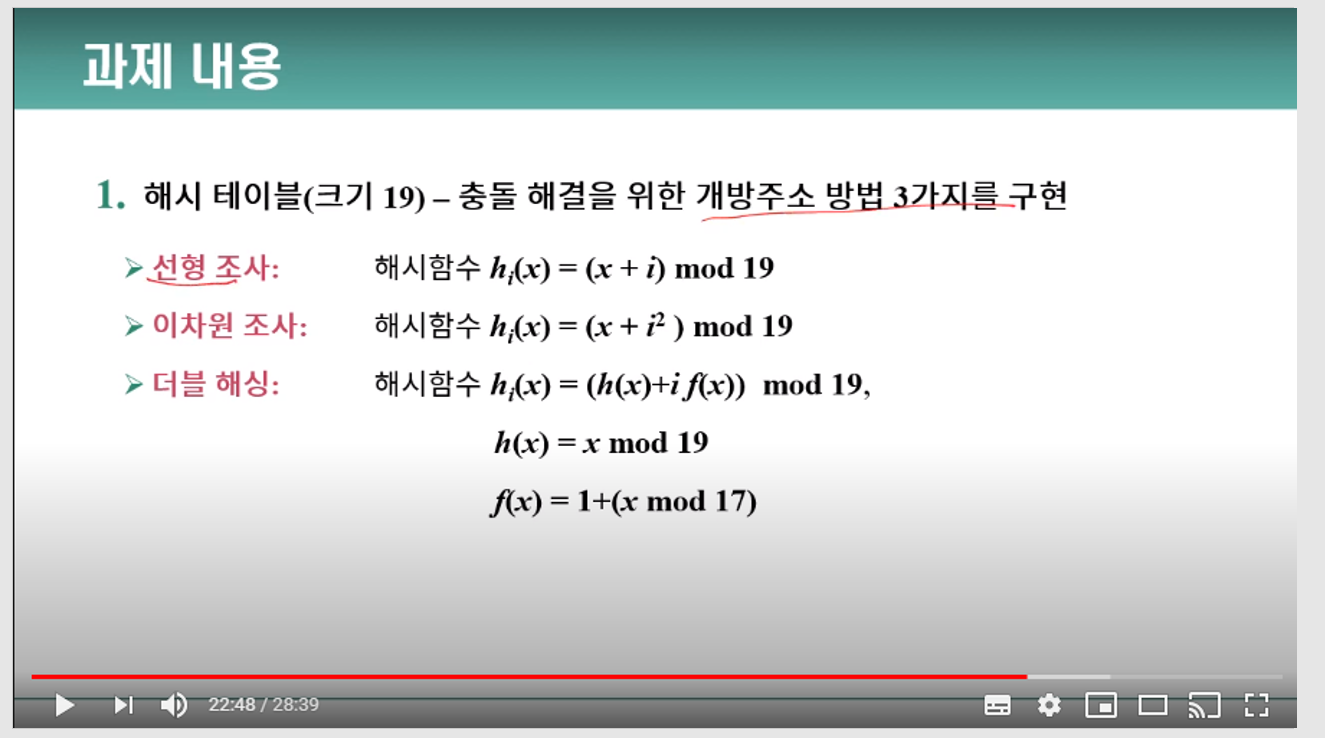 과제 내용
1. 해시 테이블(크기 19) – 충돌 해결을 위한 개방주소 방법 3가지를 구현
➢ 선형 조사: 해시함수 hᵢ(x) = (x + i) mod 19
➢ 이차원 조사: 해시함수 hᵢ(x) = (x + i² ) mod 19
➢ 더블 해싱: 해시함수 hᵢ(x) = (h(x)+i f(x)) mod 19,
h(x) = x mod 19
f(x) = 1+(x mod 17)
22:48 / 28:39